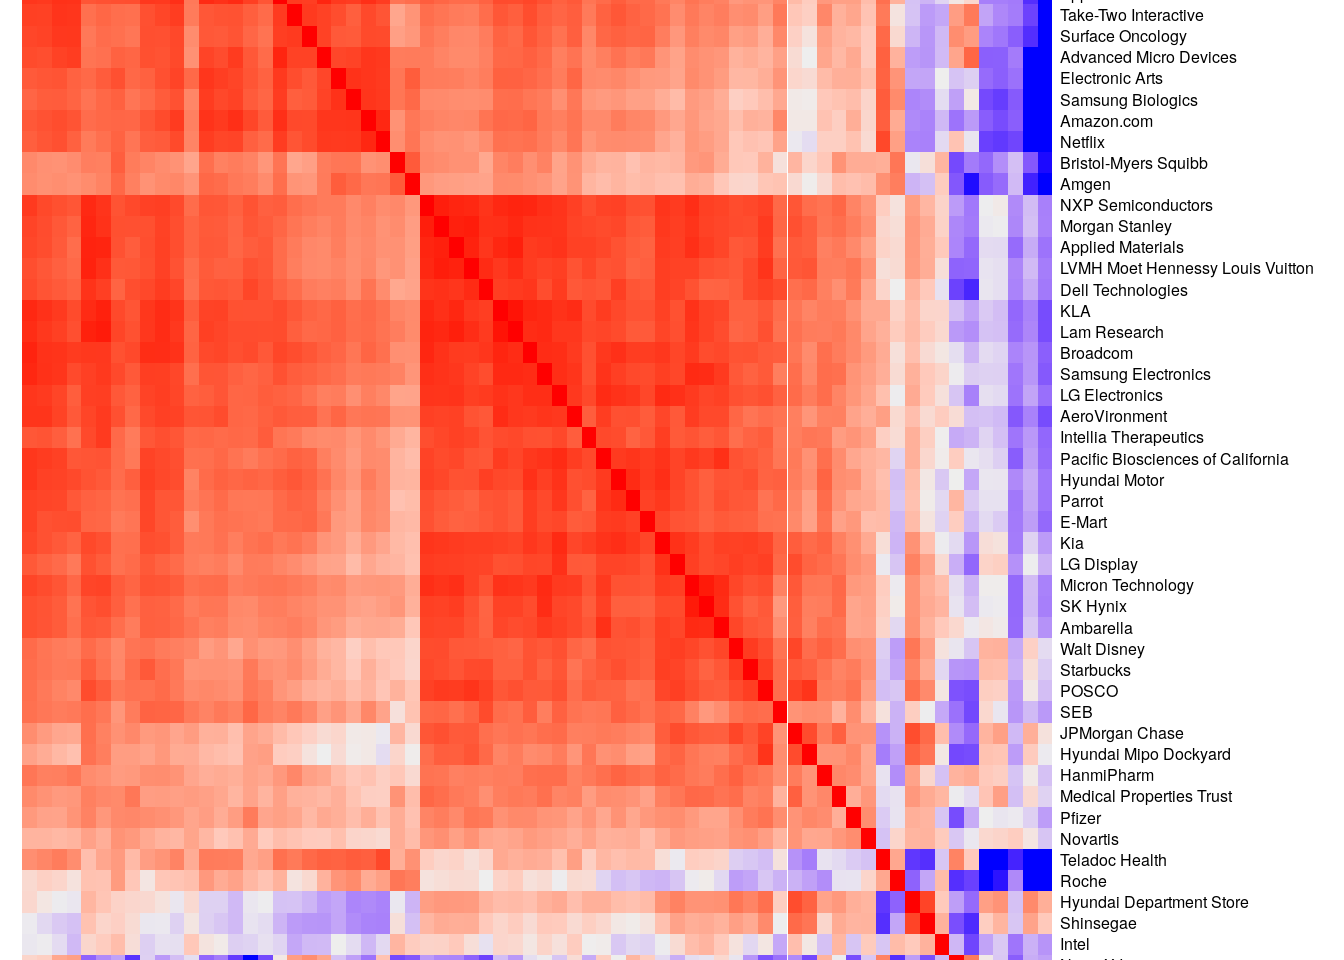 Take-Two Interactive
Surface Oncology
Advanced Micro Devices
Electronic Arts
Samsung Biologics
Amazon.com
Netflix
Bristol-Myers Squibb
Amgen
NXP Semiconductors
Morgan Stanley
Applied Materials
LVMH Moet Hennessy Louis Vuitton
Dell Technologies
KLA
Lam Research
Broadcom
Samsung Electronics
LG Electronics
AeroVironment
Intellia Therapeutics
Pacific Biosciences of California
Hyundai Motor
Parrot
E-Mart
Kia
LG Display
Micron Technology
SK Hynix
Ambarella
Walt Disney
Starbucks
POSCO
SEB
JPMorgan Chase
Hyundai Mipo Dockyard
HanmiPharm
Medical Properties Trust
Pfizer
Novartis
Teladoc Health
Roche
Hyundai Department Store
Shinsegae
Intel